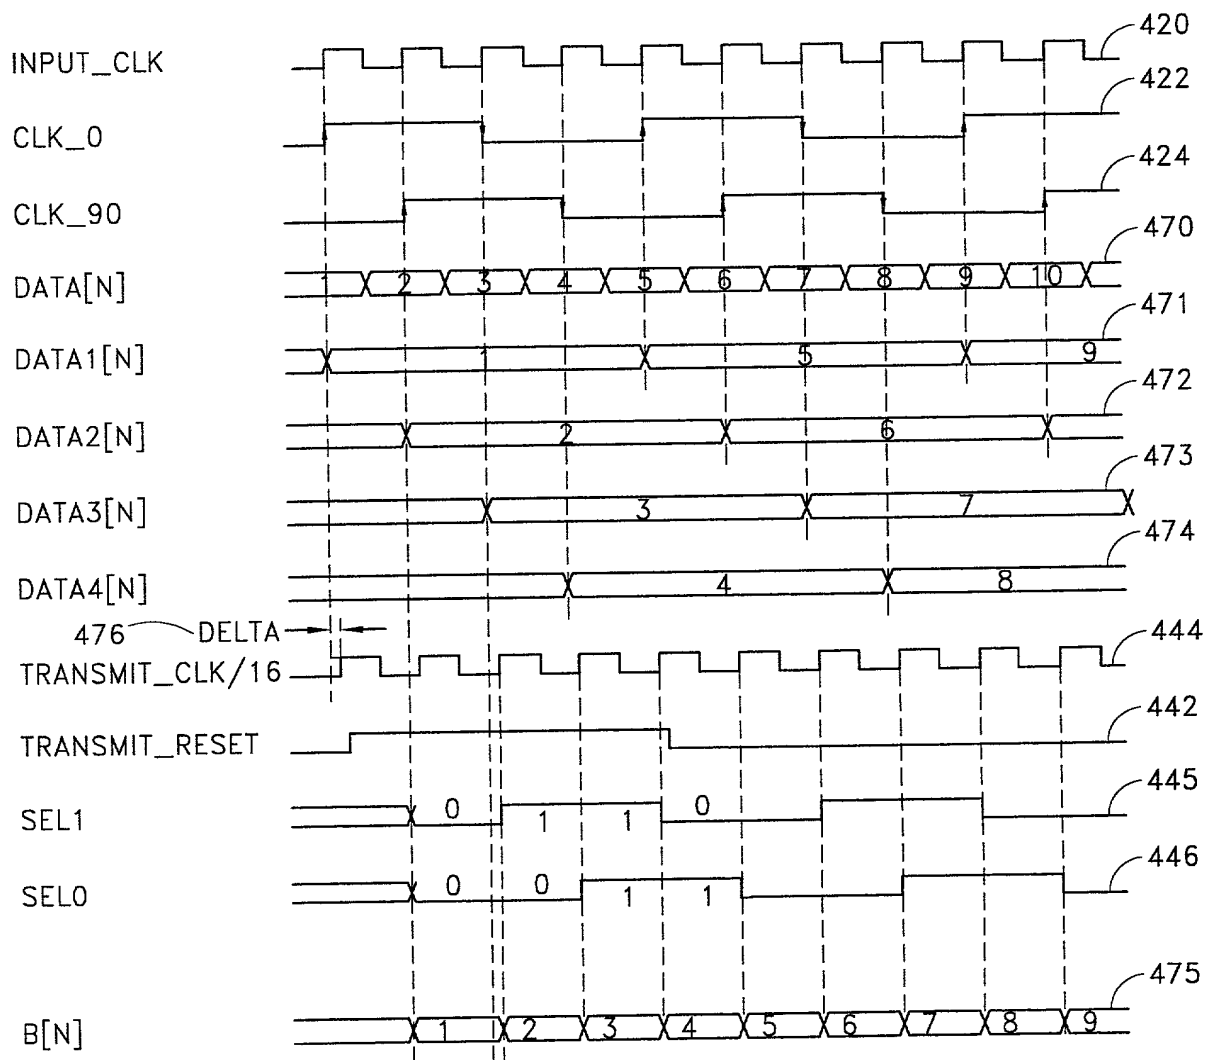 420
INPUT_CLK
422
CLK_0
424
CLK_90
470
DATA[N] 1 2 3 4 5 6 7 8 9 10
471
DATA1[N] 1 5 9
472
DATA2[N] 2 6
473
DATA3[N] 3 7
474
DATA4[N] 4 8
476 DELTA
444
TRANSMIT_CLK/16
442
TRANSMIT_RESET
445
SEL1 0 1 1 0
446
SEL0 0 0 1 1
475
B[N] 1 2 3 4 5 6 7 8 9